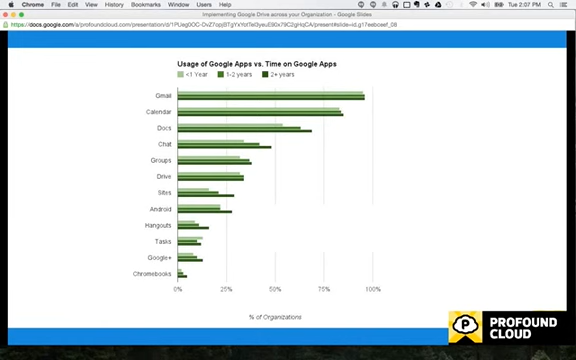 Chrome File Edit View History Bookmarks Window Users Help
Tue 2:07 PM
Implementing Google Drive across your Organization - Google Slides
Usage of Google Apps vs. Time on Google Apps
<1 Year 1-2 years 2+ years
Gmail
Calendar
Docs
Chat
Groups
Drive
Sites
Android
Hangouts
Tasks
Google+
Chromebooks
0% 25% 50% 75% 100%
% of Organizations
P PROFOUND
CLOUD